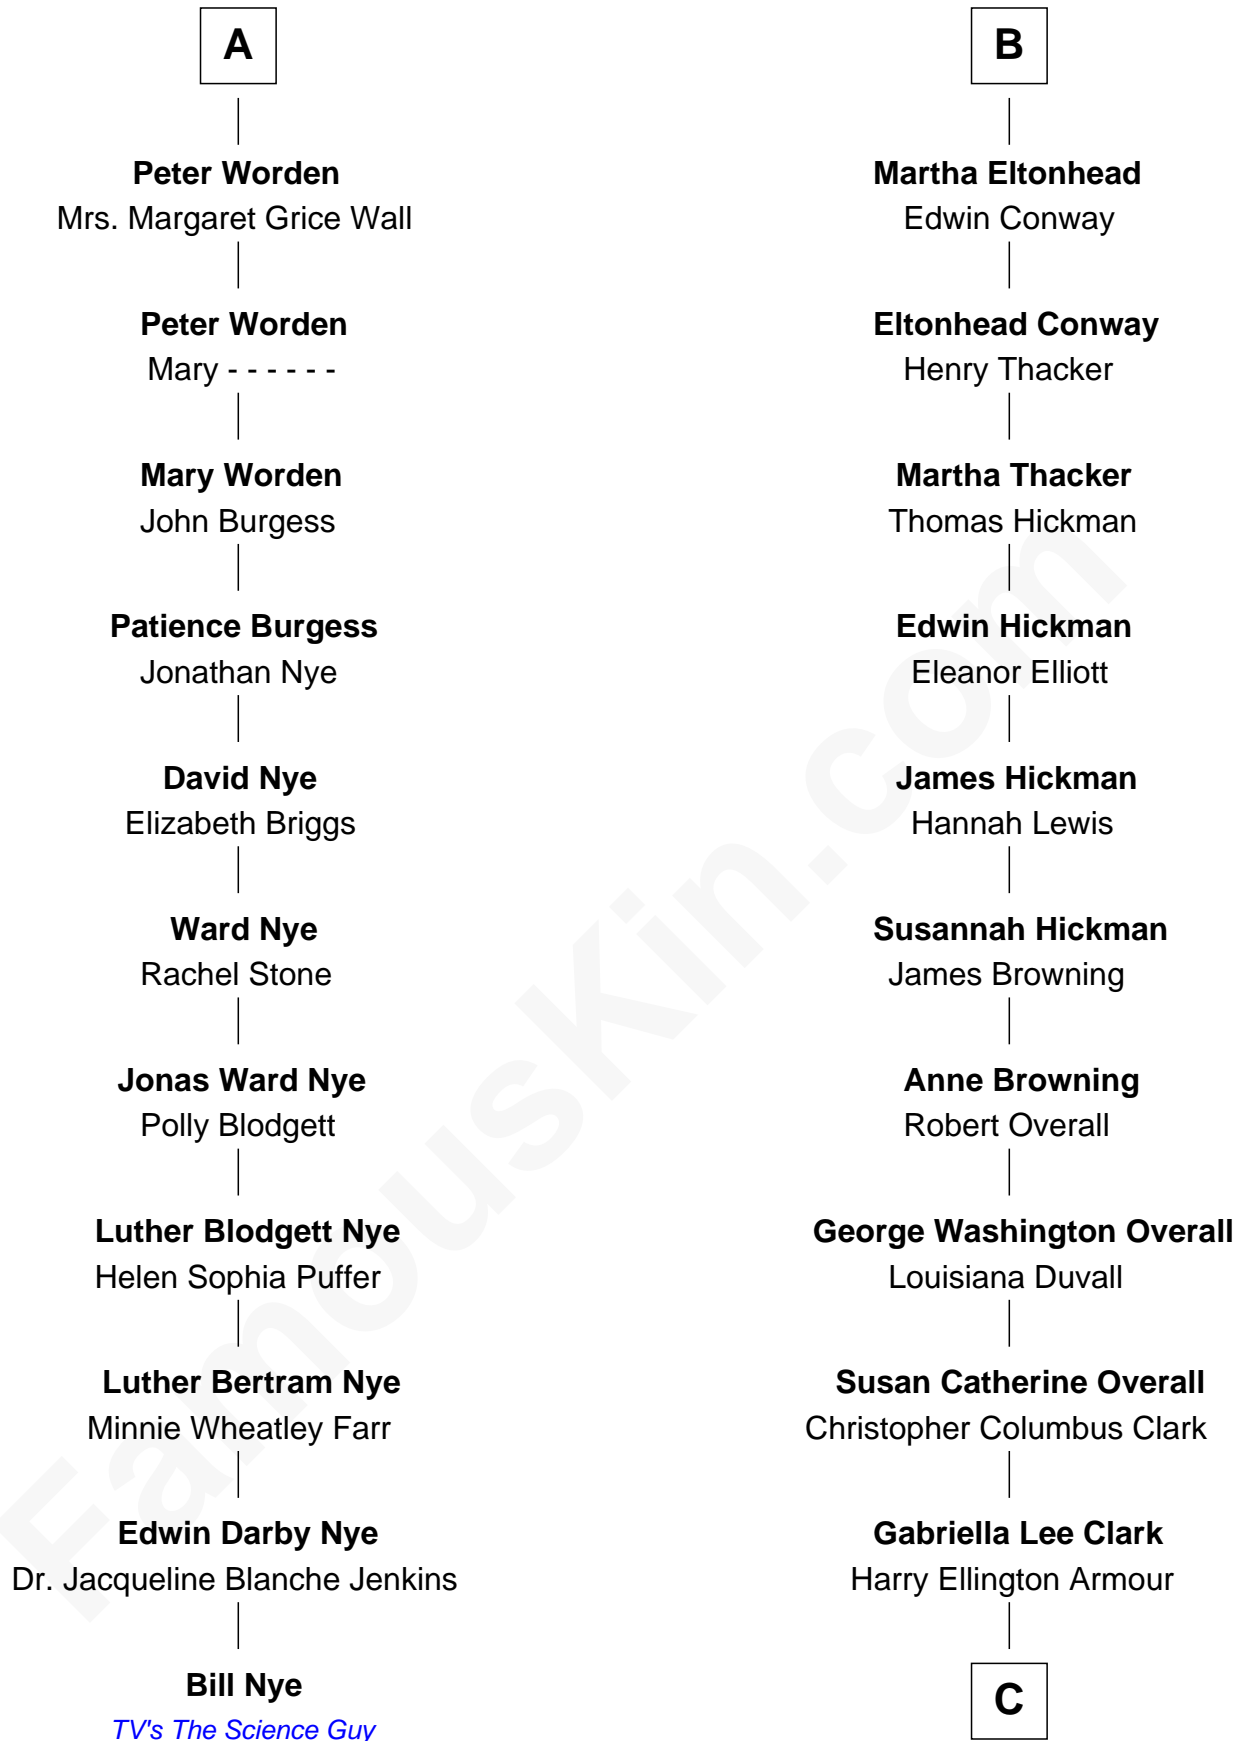 A
Peter Worden
Mrs. Margaret Grice Wall
Peter Worden
Mary - - - - - -
Mary Worden
John Burgess
Patience Burgess
Jonathan Nye
David Nye
Elizabeth Briggs
Ward Nye
Rachel Stone
Jonas Ward Nye
Polly Blodgett
Luther Blodgett Nye
Helen Sophia Puffer
Luther Bertram Nye
Minnie Wheatley Farr
Edwin Darby Nye
Dr. Jacqueline Blanche Jenkins
Bill Nye
TV's The Science Guy
B
Martha Eltonhead
Edwin Conway
Eltonhead Conway
Henry Thacker
Martha Thacker
Thomas Hickman
Edwin Hickman
Eleanor Elliott
James Hickman
Hannah Lewis
Susannah Hickman
James Browning
Anne Browning
Robert Overall
George Washington Overall
Louisiana Duvall
Susan Catherine Overall
Christopher Columbus Clark
Gabriella Lee Clark
Harry Ellington Armour
C
FamousKin.com